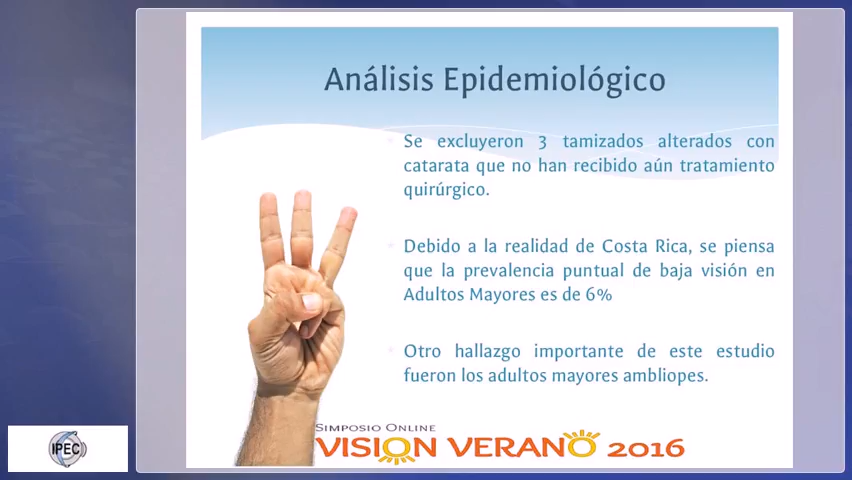 Análisis Epidemiológico
Se excluyeron 3 tamizados alterados con
catarata que no han recibido aún tratamiento
quirúrgico.
Debido a la realidad de Costa Rica, se piensa
que la prevalencia puntual de baja visión en
Adultos Mayores es de 6%
Otro hallazgo importante de este estudio
fueron los adultos mayores ambliopes.
SIMPOSIO ONLINE
VISION VERANO 2016
IPEC